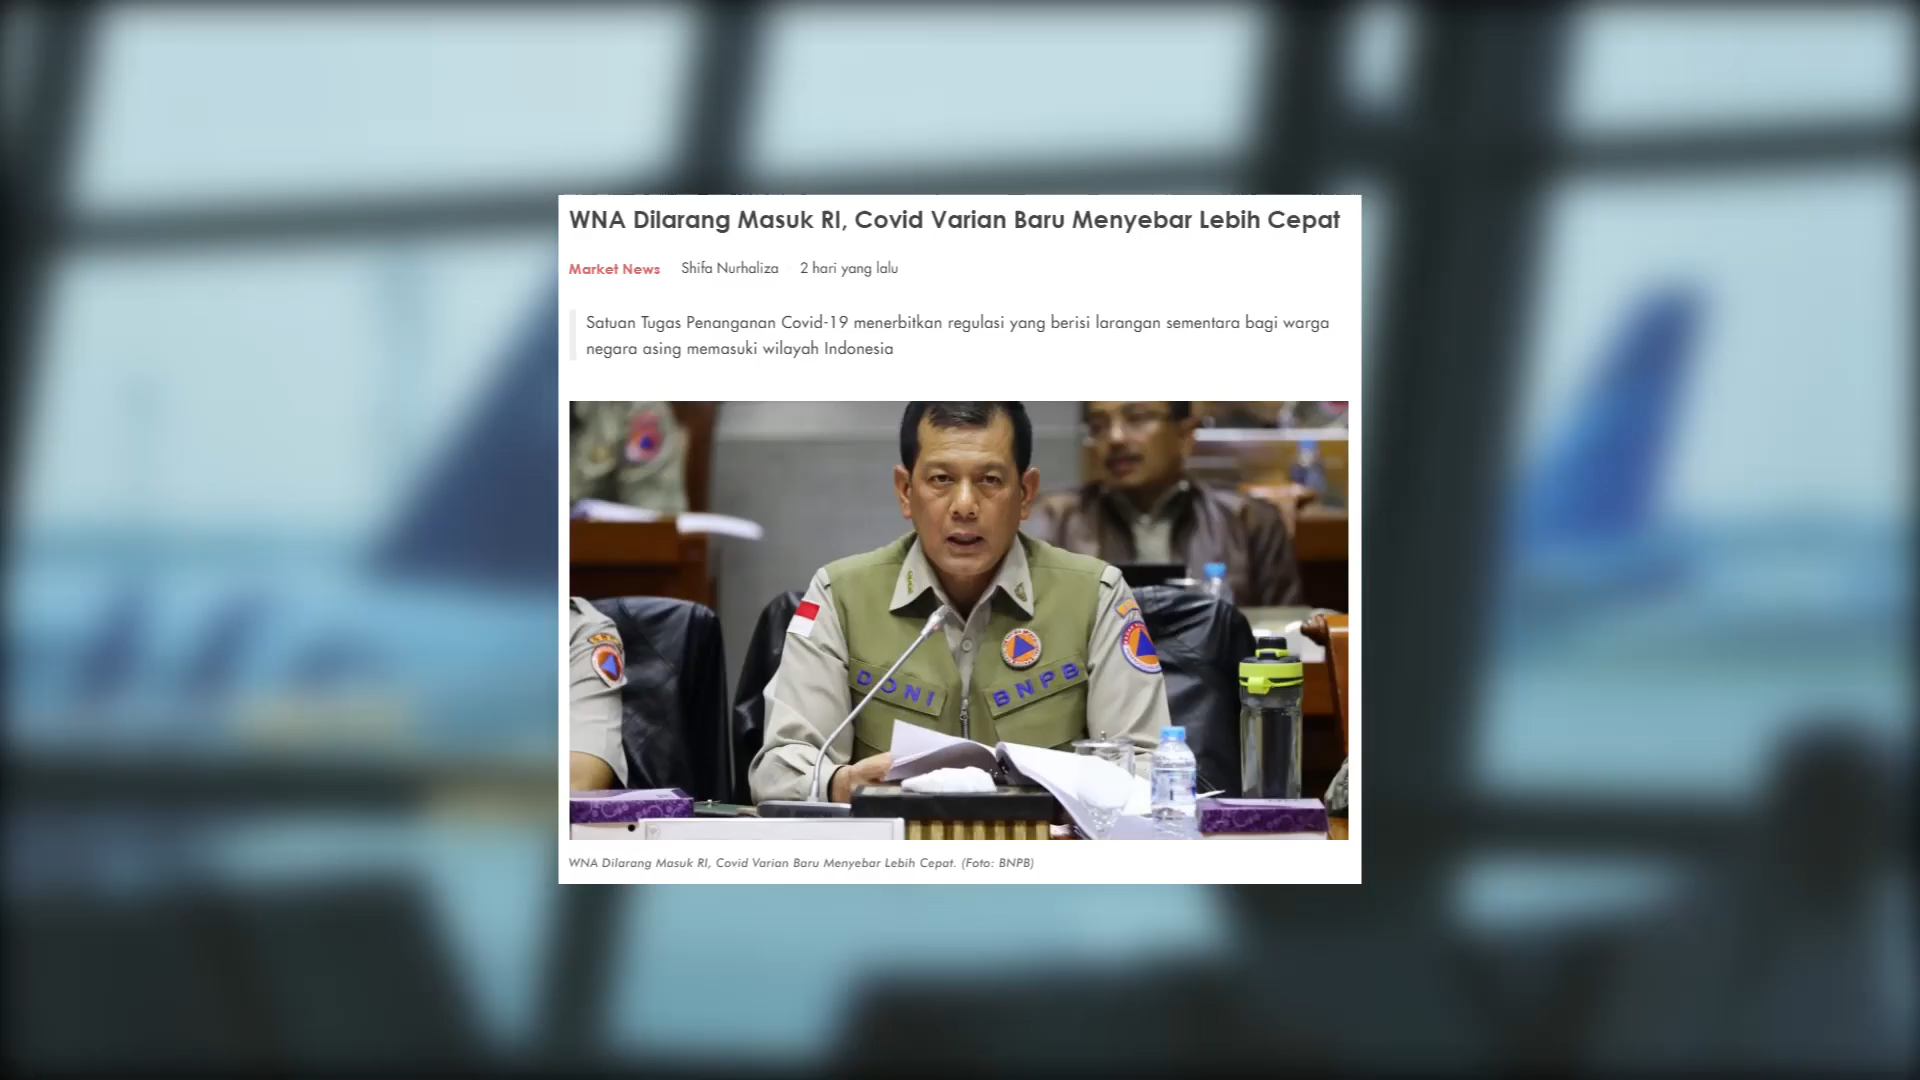 WNA Dilarang Masuk RI, Covid Varian Baru Menyebar Lebih Cepat
Market News Shifa Nurhaliza 2 hari yang lalu
Satuan Tugas Penanganan Covid-19 menerbitkan regulasi yang berisi larangan sementara bagi warga
negara asing memasuki wilayah Indonesia
DONI BNPB
WNA Dilarang Masuk RI, Covid Varian Baru Menyebar Lebih Cepat. (Foto: BNPB)